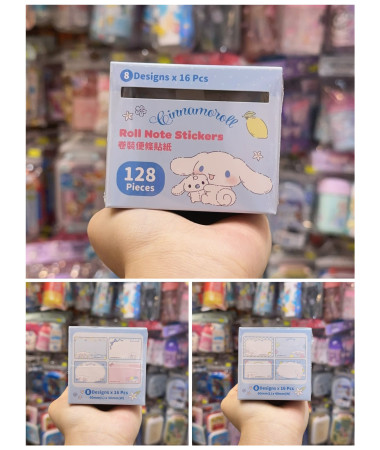 8 Designs x 16 Pcs
Cinnamoroll
Roll Note Stickers
卷裝便條貼紙
128
Pieces
8 Designs x 16 Pcs
8 Designs x 16 Pcs